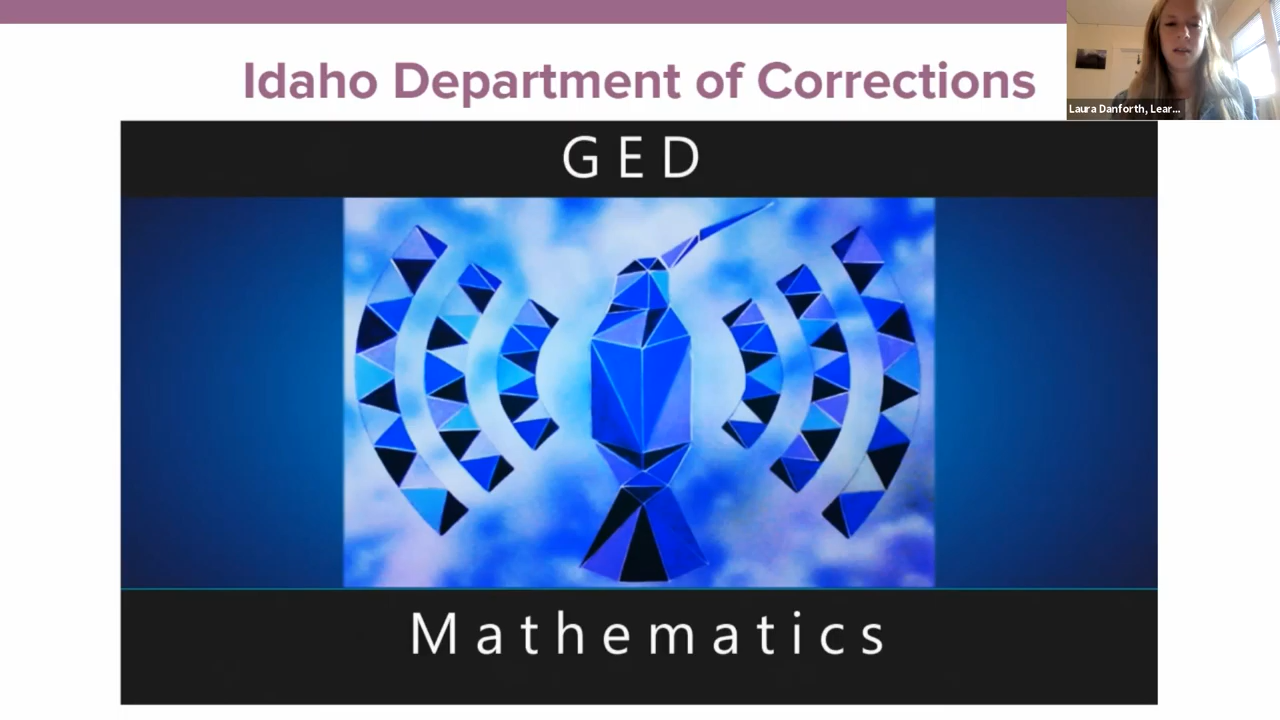 Idaho Department of Corrections
Laura Danforth, Lear...
GED
Mathematics